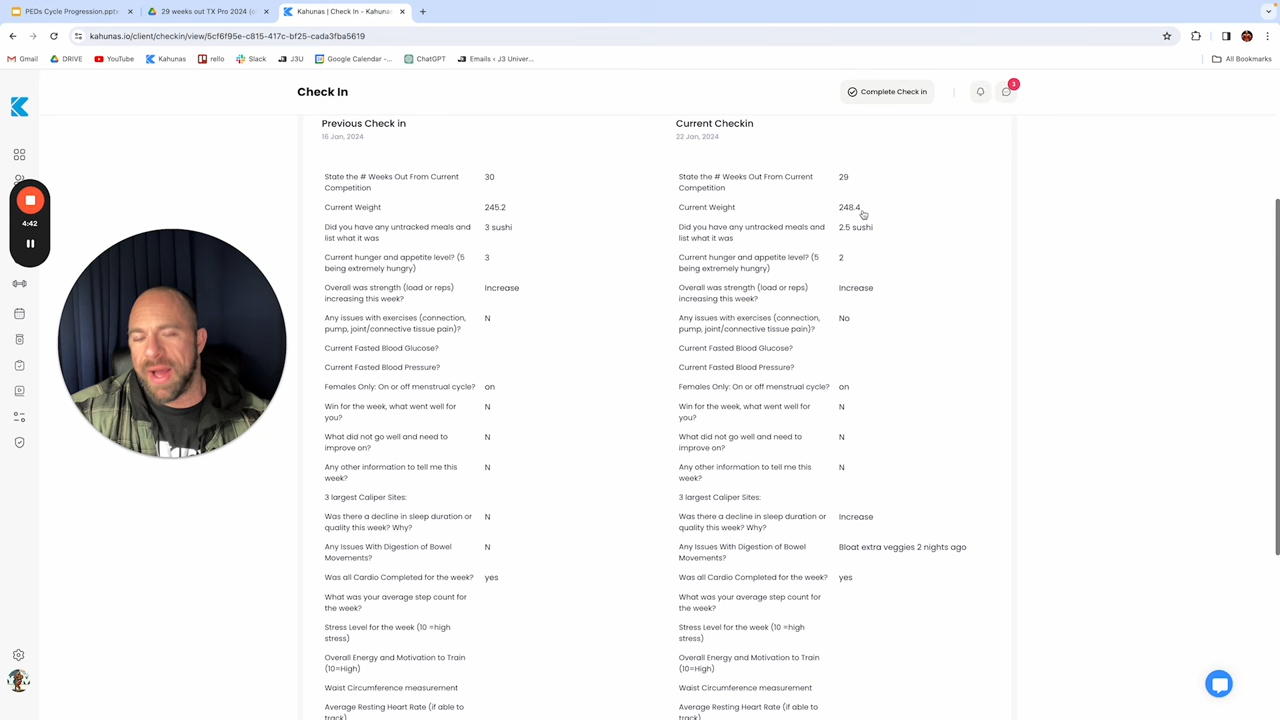 PEDs Cycle Progression.pptx
29 weeks out TX Pro 2024 (o
Kahunas | Check In - Kahuna
kahunas.io/client/checkin/view/5cf6f95e-c815-417c-bf25-cada3fba5619
Gmail DRIVE YouTube Kahunas rello Slack J3U Google Calendar -... ChatGPT Emails ‹ J3 Univer... All Bookmarks
Check In
Complete Check in
3
Previous Check in
16 Jan, 2024
State the # Weeks Out From Current
Competition
30
Current Weight 245.2
Did you have any untracked meals and
list what it was
3 sushi
Current hunger and appetite level? (5
being extremely hungry)
3
Overall was strength (load or reps)
increasing this week?
Increase
Any issues with exercises (connection,
pump, joint/connective tissue pain)?
N
Current Fasted Blood Glucose?
Current Fasted Blood Pressure?
Females Only: On or off menstrual cycle? on
Win for the week, what went well for
you?
N
What did not go well and need to
improve on?
N
Any other information to tell me this
week?
N
3 largest Caliper Sites:
Was there a decline in sleep duration or
quality this week? Why?
N
Any Issues With Digestion of Bowel
Movements?
N
Was all Cardio Completed for the week? yes
What was your average step count for
the week?
Stress Level for the week (10 =high
stress)
Overall Energy and Motivation to Train
(10=High)
Waist Circumference measurement
Average Resting Heart Rate (if able to
track)
Current Checkin
22 Jan, 2024
State the # Weeks Out From Current
Competition
29
Current Weight 248.4
Did you have any untracked meals and
list what it was
2.5 sushi
Current hunger and appetite level? (5
being extremely hungry)
2
Overall was strength (load or reps)
increasing this week?
Increase
Any issues with exercises (connection,
pump, joint/connective tissue pain)?
No
Current Fasted Blood Glucose?
Current Fasted Blood Pressure?
Females Only: On or off menstrual cycle? on
Win for the week, what went well for
you?
N
What did not go well and need to
improve on?
N
Any other information to tell me this
week?
N
3 largest Caliper Sites:
Was there a decline in sleep duration or
quality this week? Why?
Increase
Any Issues With Digestion of Bowel
Movements?
Bloat extra veggies 2 nights ago
Was all Cardio Completed for the week? yes
What was your average step count for
the week?
Stress Level for the week (10 =high
stress)
Overall Energy and Motivation to Train
(10=High)
Waist Circumference measurement
Average Resting Heart Rate (if able to
track)
4:42